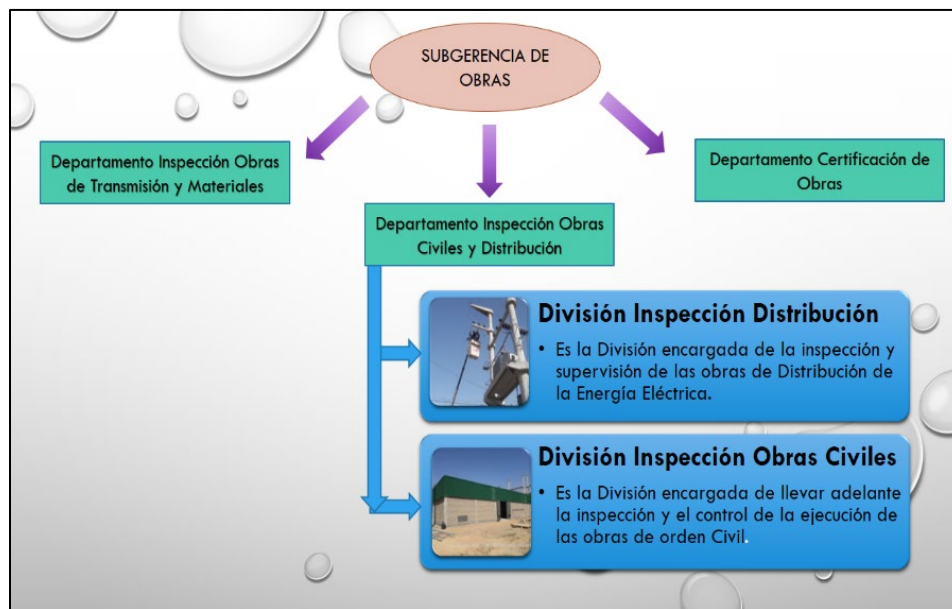 SUBGERENCIA DE
OBRAS
Departamento Inspección Obras
de Transmisión y Materiales
Departamento Certificación de
Obras
Departamento Inspección Obras
Civiles y Distribución
División Inspección Distribución
• Es la División encargada de la inspección y
supervisión de las obras de Distribución de
la Energía Eléctrica.
División Inspección Obras Civiles
• Es la División encargada de llevar adelante
la inspección y el control de la ejecución de
las obras de orden Civil.